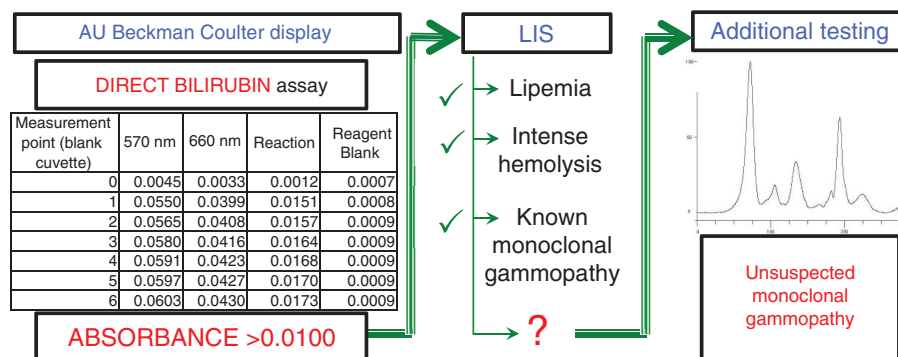 AU Beckman Coulter display
DIRECT BILIRUBIN assay
Measurement point (blank cuvette) 570 nm 660 nm Reaction Reagent Blank
0 0.0045 0.0033 0.0012 0.0007
1 0.0550 0.0399 0.0151 0.0008
2 0.0565 0.0408 0.0157 0.0009
3 0.0580 0.0416 0.0164 0.0009
4 0.0591 0.0423 0.0168 0.0009
5 0.0597 0.0427 0.0170 0.0009
6 0.0603 0.0430 0.0173 0.0009
ABSORBANCE >0.0100
LIS
Lipemia
Intense
hemolysis
Known
monoclonal
gammopathy
?
Additional testing
100
0
Unsuspected
monoclonal
gammopathy